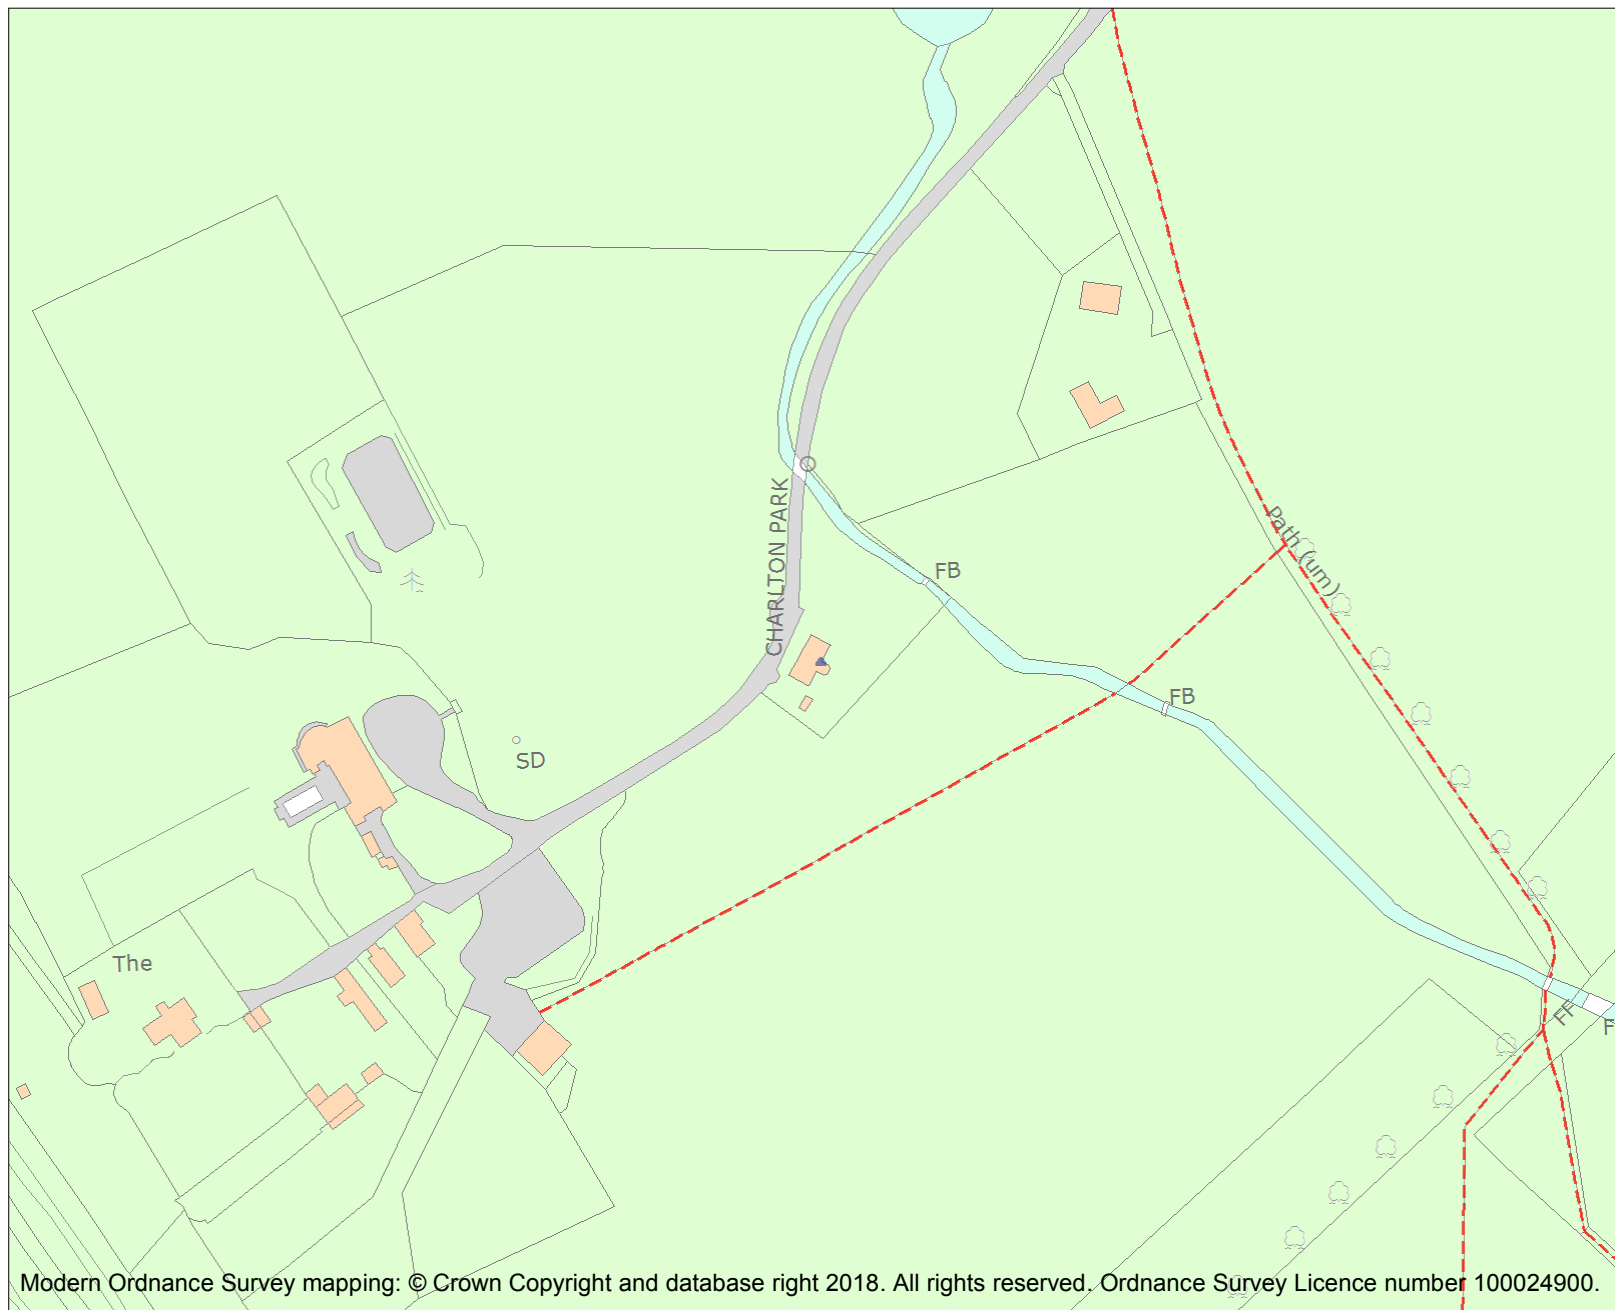 Path (um)
CHARLTON PARK
FB
FB
SD
The
FF
F
Modern Ordnance Survey mapping: © Crown Copyright and database right 2018. All rights reserved. Ordnance Survey Licence number 100024900.